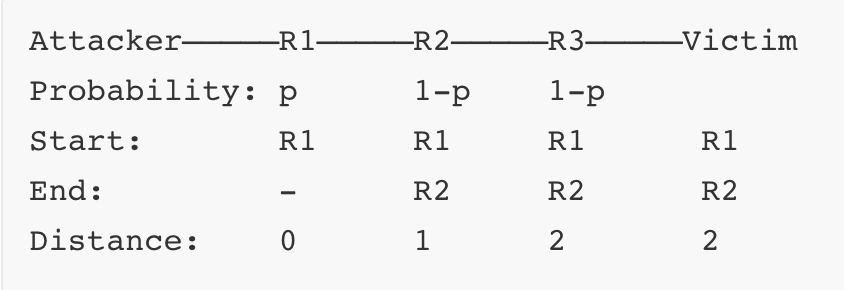 Attacker——————R1——————R2——————R3——————Victim
Probability: p 1-p 1-p
Start: R1 R1 R1 R1
End: - R2 R2 R2
Distance: 0 1 2 2